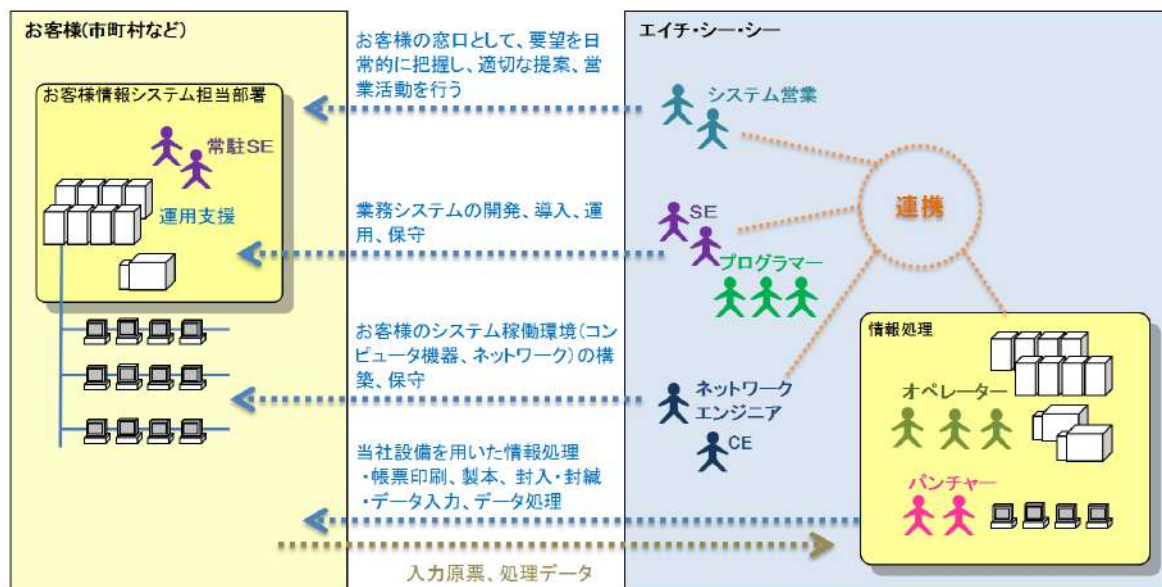 お客様(市町村など)
お客様情報システム担当部署
常駐SE
運用支援
お客様の窓口として、要望を日
常的に把握し、適切な提案、営
業活動を行う
業務システムの開発、導入、運
用、保守
お客様のシステム稼働環境(コン
ピュータ機器、ネットワーク)の構
築、保守
当社設備を用いた情報処理
・帳票印刷、製本、封入・封緘
・データ入力、データ処理
入力原票、処理データ
エイチ・シー・シー
システム営業
連携
SE
プログラマー
ネットワーク
エンジニア
CE
情報処理
オペレーター
パンチャー